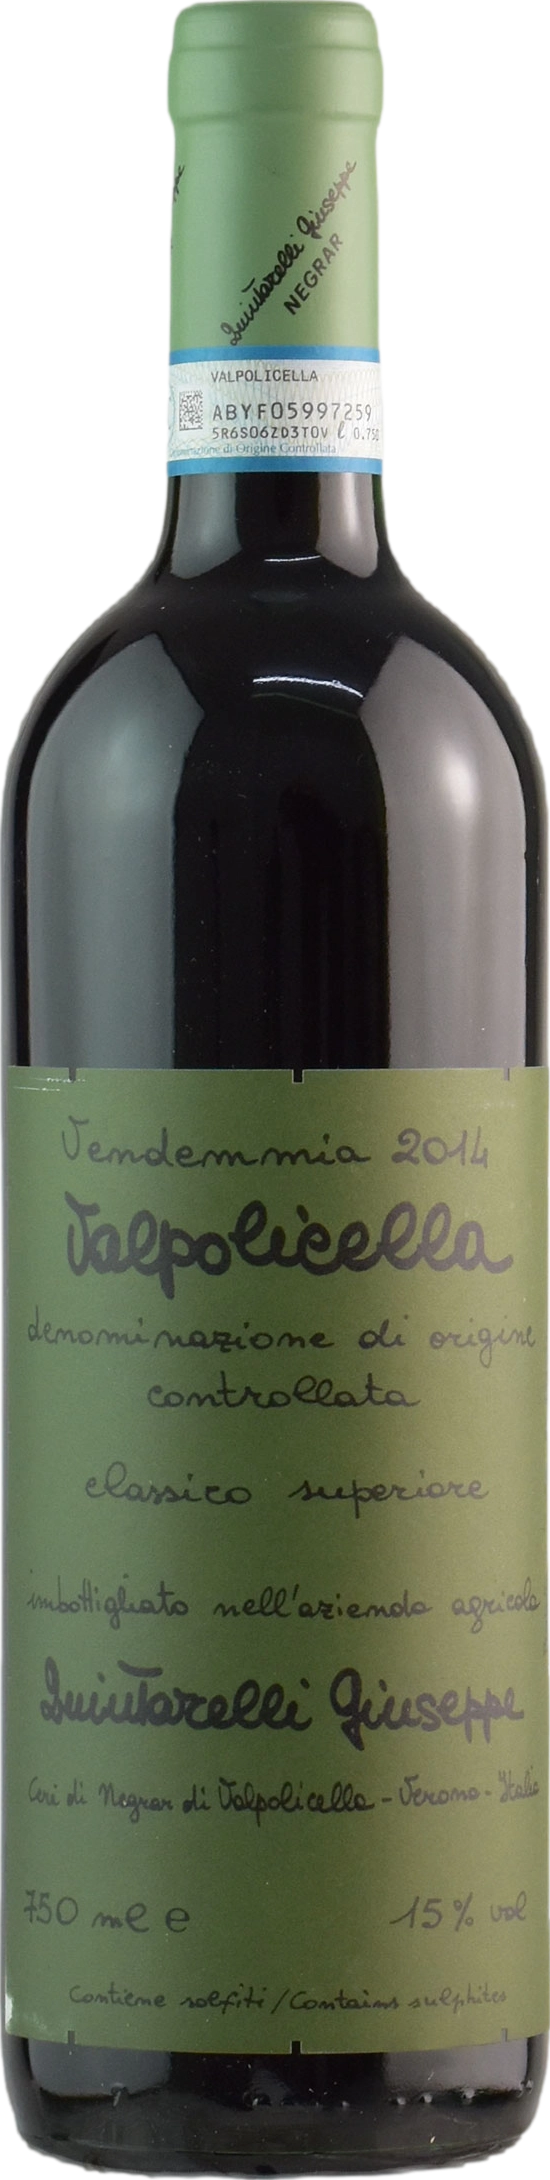 Quintarelli Giuseppe
NEGRAR
VALPOLICELLA
ABYF05997259
5R6S06ZD3T0V ℓ 0.750
Denominazione di Origine Controllata
Vendemmia 2014
Valpolicella
denominazione di origine
controllata
classico superiore
imbottigliato nell'azienda agricola
Quintarelli Giuseppe
Cerè di Negrar di Valpolicella - Verona - Italia
750 ml e 15% vol
Contiene solfiti / Contains sulphites